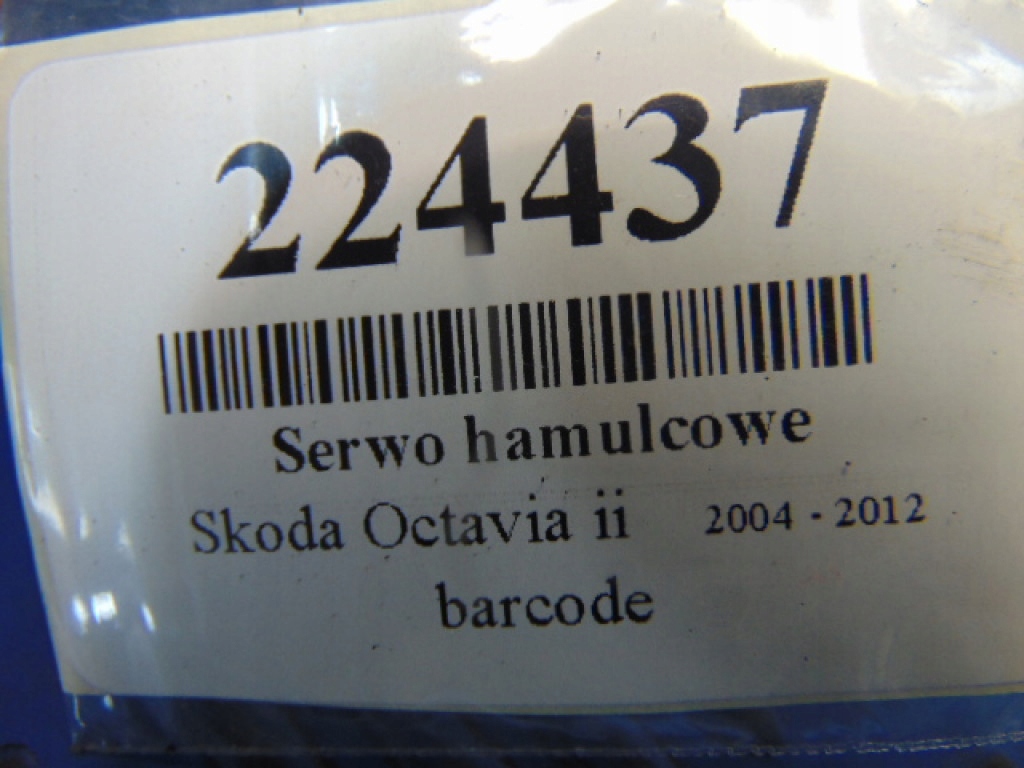 224437
Serwo hamulcowe
Skoda Octavia ii 2004 - 2012
barcode